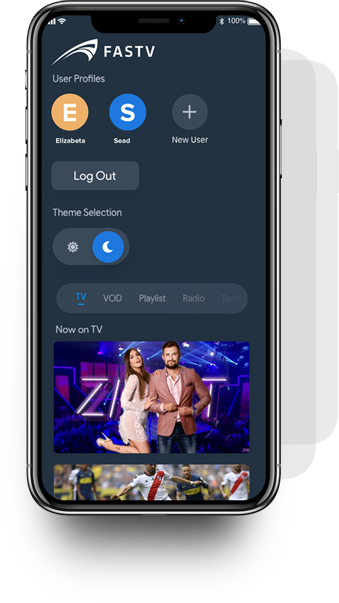 100%
FASTV
User Profiles
E S +
Elizabeta Sead New User
Log Out
Theme Selection
TV VOD Playlist Radio
Now on TV